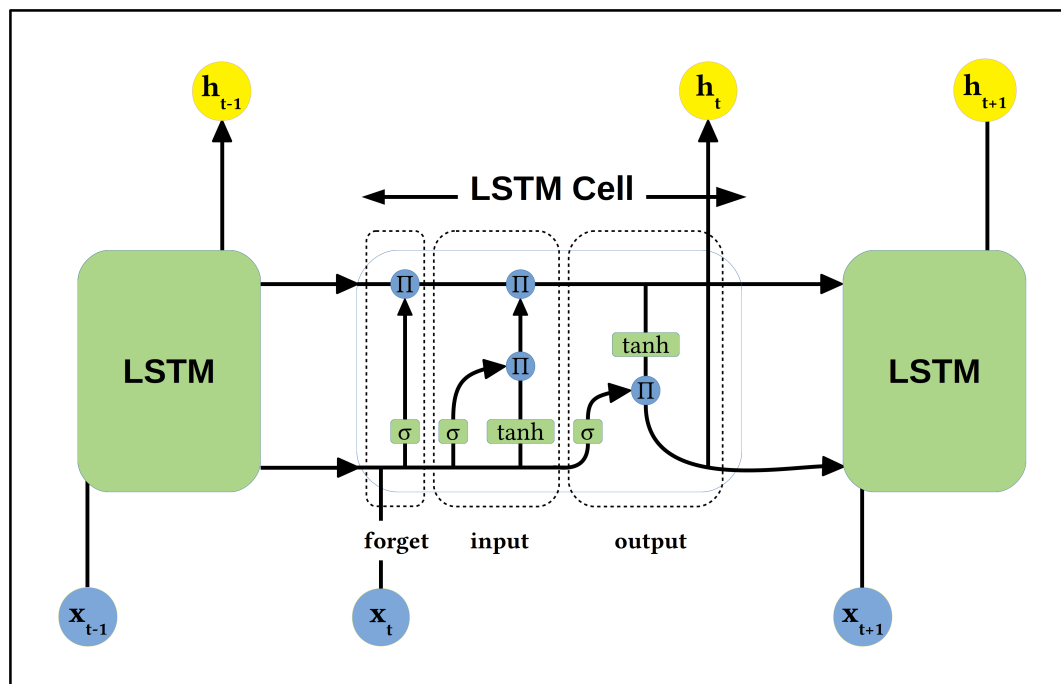 h t-1
h t
h t+1
LSTM Cell
Π
Π
LSTM
tanh
Π
Π
LSTM
σ
σ
tanh
σ
forget
input
output
x t-1
x t
x t+1